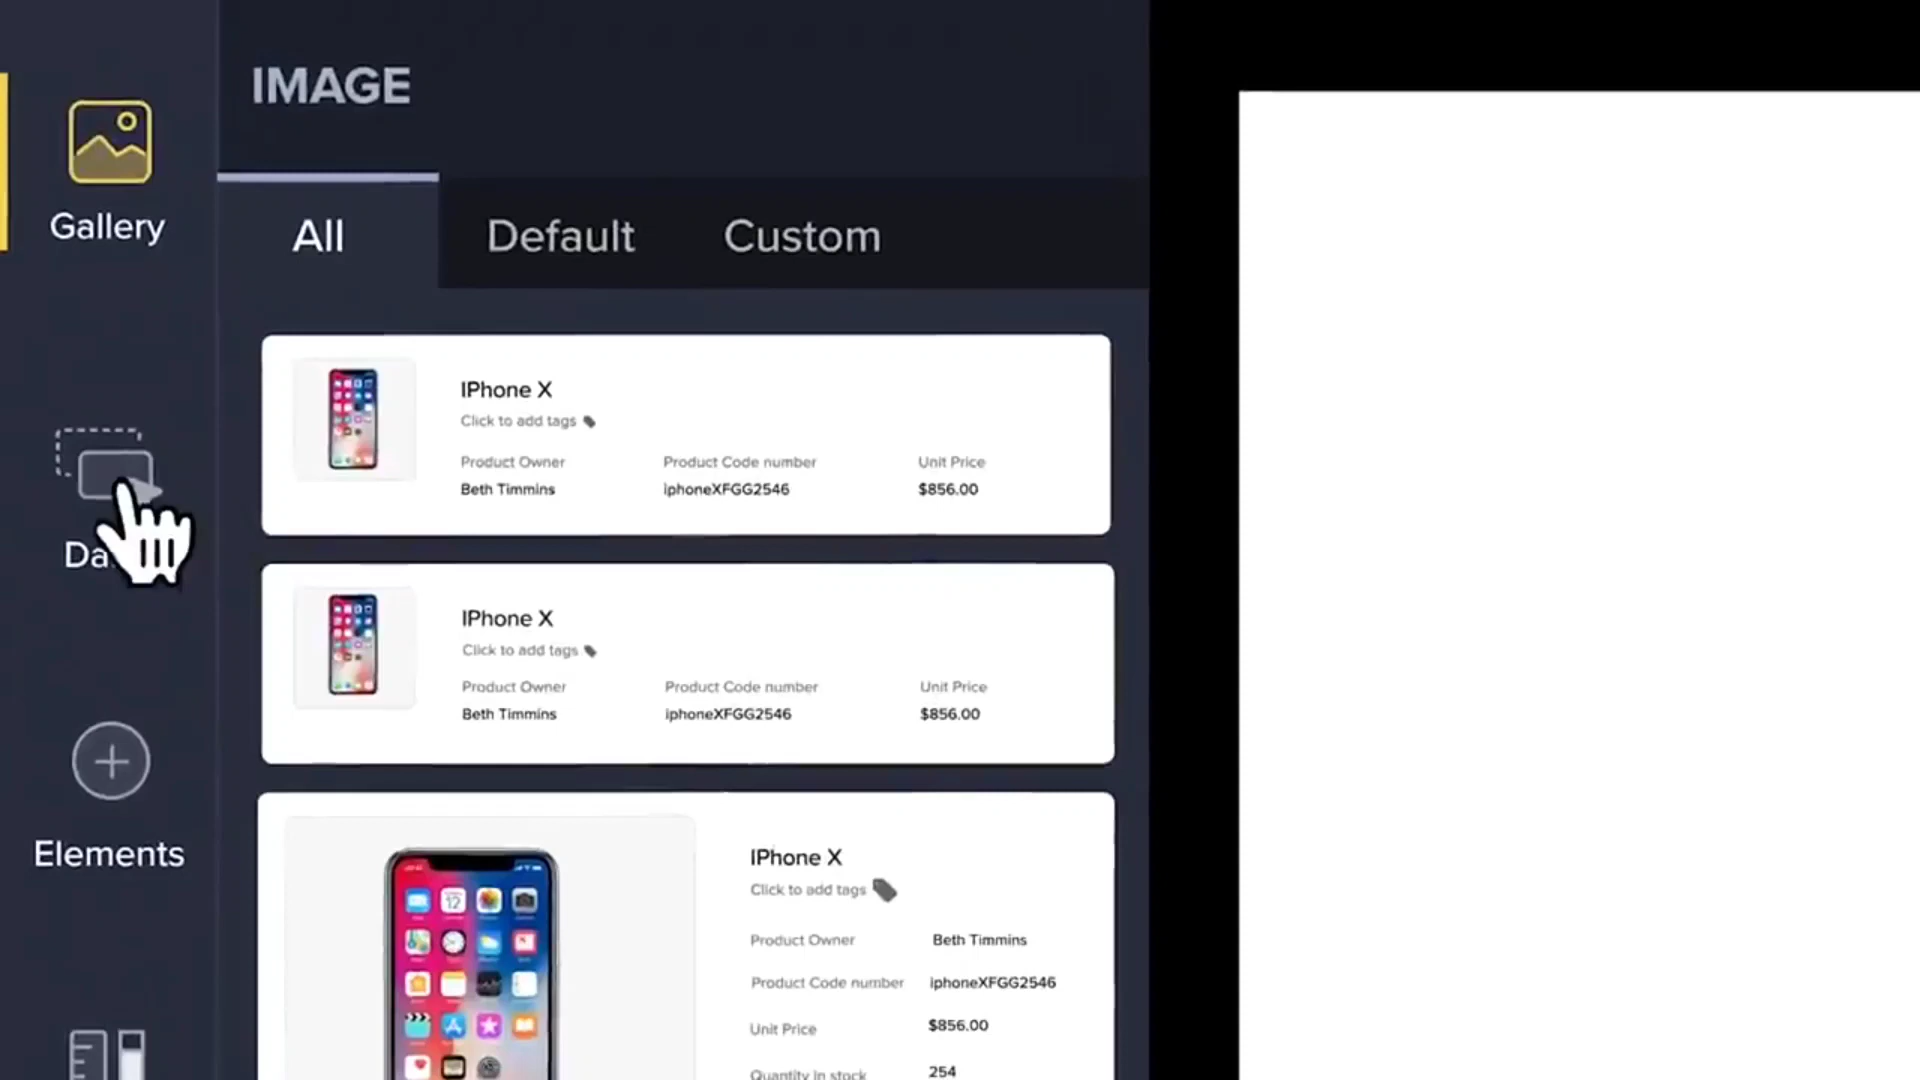 IMAGE
Gallery
All
Default
Custom
IPhone X
Click to add tags
Product Owner
Product Code number
Unit Price
Beth Timmins
iphoneXFGG2546
$856.00
IPhone X
Click to add tags
Product Owner
Product Code number
Unit Price
Beth Timmins
iphoneXFGG2546
$856.00
Elements
IPhone X
Click to add tags
Product Owner
Beth Timmins
Product Code number
iphoneXFGG2546
Unit Price
$856.00
Quantity in stock
254
12